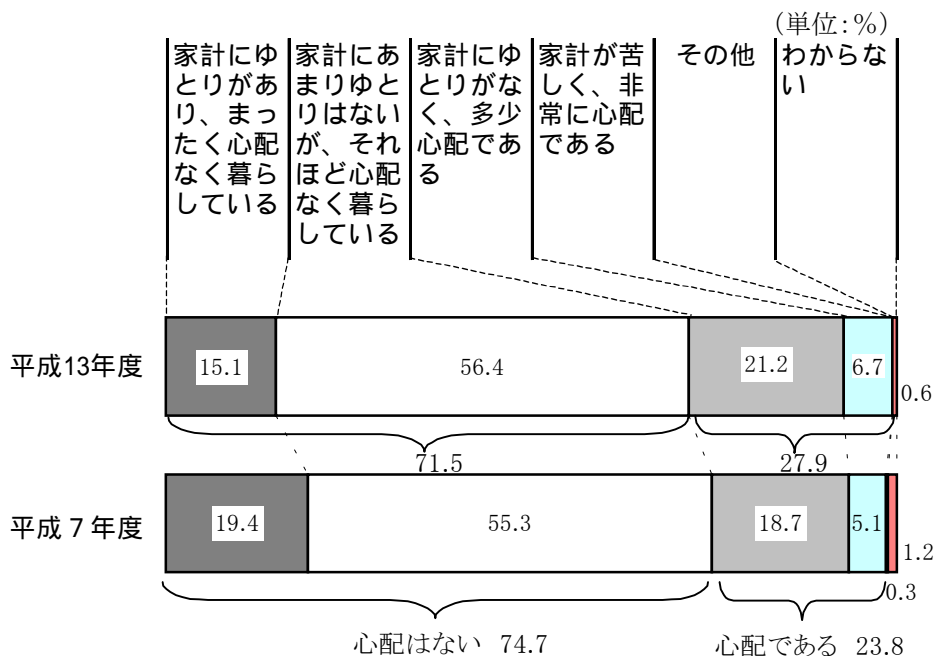 （単位：％）
家計にゆ
とりがあ
り、まっ
たく心配
なく暮ら
している
家計にあ
まりゆと
りはない
が、それ
ほど心配
なく暮ら
している
家計にゆ
とりがな
く、多少
心配であ
る
家計が苦
しく、非
常に心配
である
その他
わからな
い
平成13年度
15.1
56.4
21.2
6.7
0.6
71.5
27.9
平成７年度
19.4
55.3
18.7
5.1
1.2
0.3
心配はない 74.7
心配である 23.8